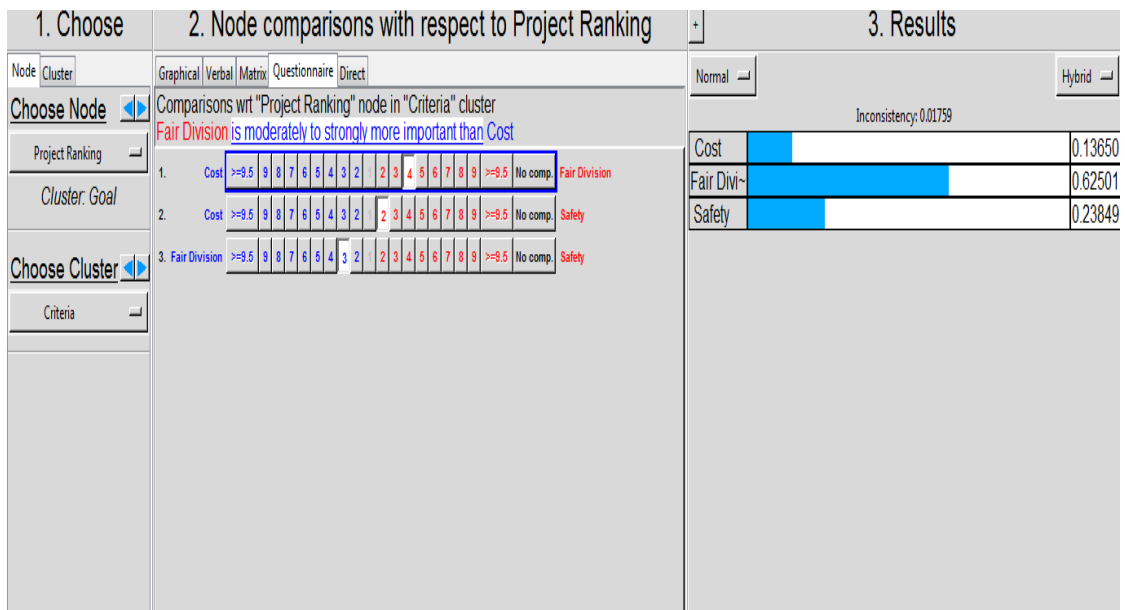 1. Choose
2. Node comparisons with respect to Project Ranking
+
3. Results
Node Cluster
Graphical Verbal Matrix Questionnaire Direct
Normal
Hybrid
Choose Node
Comparisons wrt "Project Ranking" node in "Criteria" cluster
Fair Division is moderately to strongly more important than Cost
Inconsistency: 0.01759
Project Ranking
Cluster: Goal
1. Cost >=9.5 9 8 7 6 5 4 3 2 1 2 3 4 5 6 7 8 9 >=9.5 No comp. Fair Division
2. Cost >=9.5 9 8 7 6 5 4 3 2 1 2 3 4 5 6 7 8 9 >=9.5 No comp. Safety
3. Fair Division >=9.5 9 8 7 6 5 4 3 2 1 2 3 4 5 6 7 8 9 >=9.5 No comp. Safety
Cost 0.13650
Fair Divi~ 0.62501
Safety 0.23849
Choose Cluster
Criteria